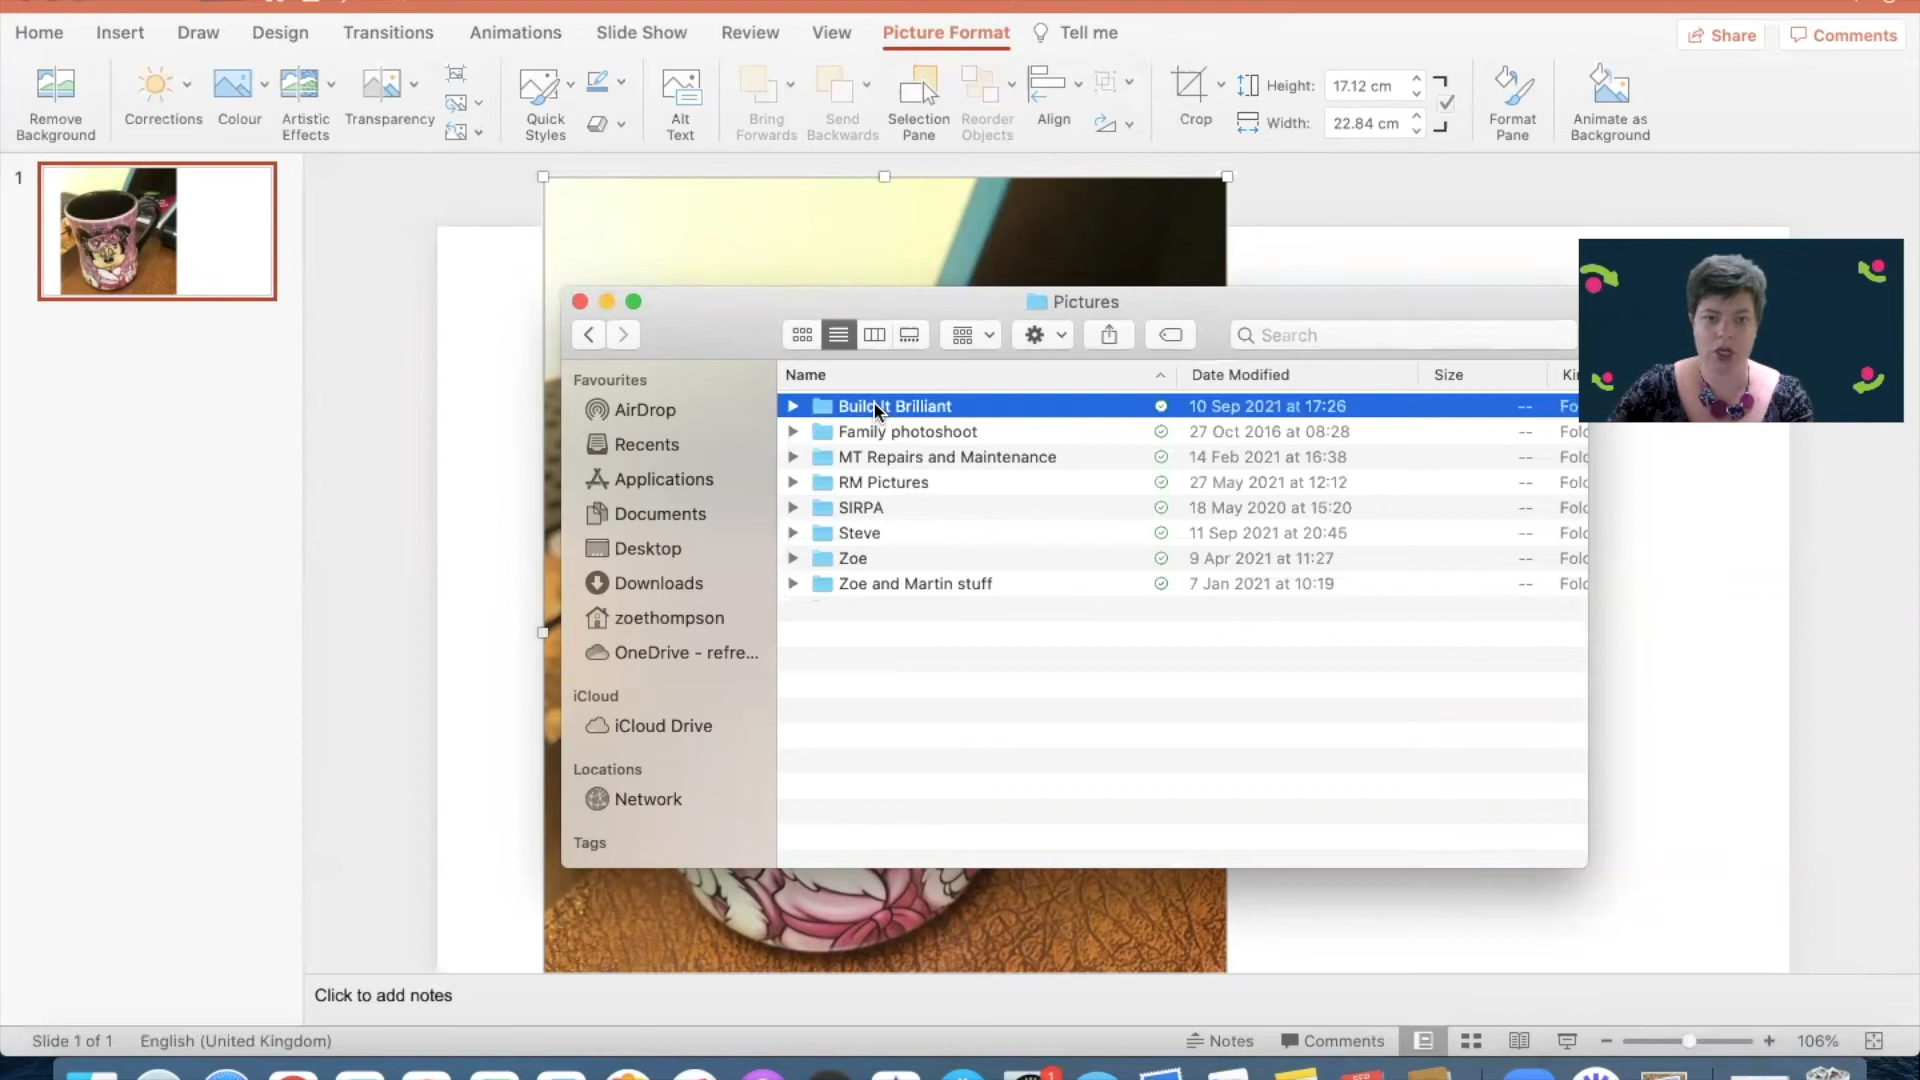 Home Insert Draw Design Transitions Animations Slide Show Review View Picture Format Tell me Share Comments
Remove Background
Corrections
Colour
Artistic Effects
Transparency
Quick Styles
Alt Text
Bring Forwards
Send Backwards
Selection Pane
Reorder Objects
Align
Crop
Height: 17.12 cm
Width: 22.84 cm
Format Pane
Animate as Background
1
Pictures
Search
Favourites
AirDrop
Recents
Applications
Documents
Desktop
Downloads
zoethompson
OneDrive - refre...
iCloud
iCloud Drive
Locations
Network
Tags
Name Date Modified Size
Build It Brilliant 10 Sep 2021 at 17:26 --
Family photoshoot 27 Oct 2016 at 08:28 --
MT Repairs and Maintenance 14 Feb 2021 at 16:38 --
RM Pictures 27 May 2021 at 12:12 --
SIRPA 18 May 2020 at 15:20 --
Steve 11 Sep 2021 at 20:45 --
Zoe 9 Apr 2021 at 11:27 --
Zoe and Martin stuff 7 Jan 2021 at 10:19 --
Click to add notes
Slide 1 of 1 English (United Kingdom) Notes Comments 106%
1
SEP